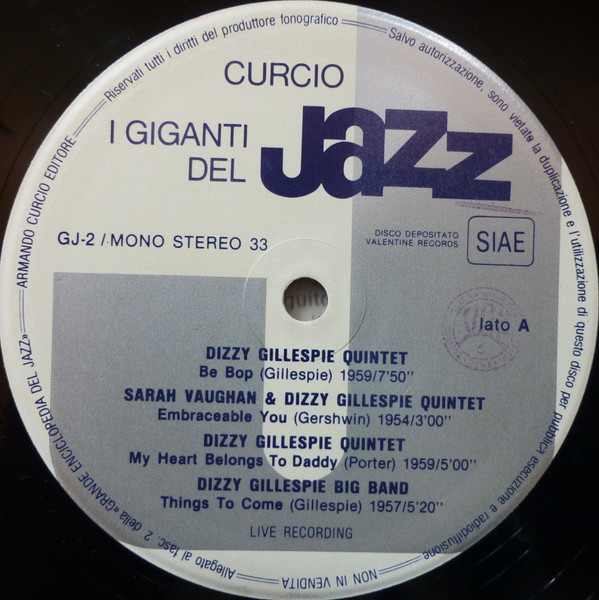 CURCIO
I GIGANTI
DEL
Jazz
GJ-2 / MONO STEREO 33
DISCO DEPOSITATO
VALENTINE RECORDS
SIAE
lato A
DIZZY GILLESPIE QUINTET
Be Bop (Gillespie) 1959/7'50"
SARAH VAUGHAN & DIZZY GILLESPIE QUINTET
Embraceable You (Gershwin) 1954/3'00"
DIZZY GILLESPIE QUINTET
My Heart Belongs To Daddy (Porter) 1959/5'00"
DIZZY GILLESPIE BIG BAND
Things To Come (Gillespie) 1957/5'20"
LIVE RECORDING
Allegato al fasc. 2 della «GRANDE ENCICLOPEDIA DEL JAZZ» ARMANDO CURCIO EDITORE
Riservati tutti i diritti del produttore fonografico
Salvo autorizzazione, sono vietate la duplicazione e l'utilizzazione di questo disco per pubblica esecuzione e radiodiffusione
NON IN VENDITA